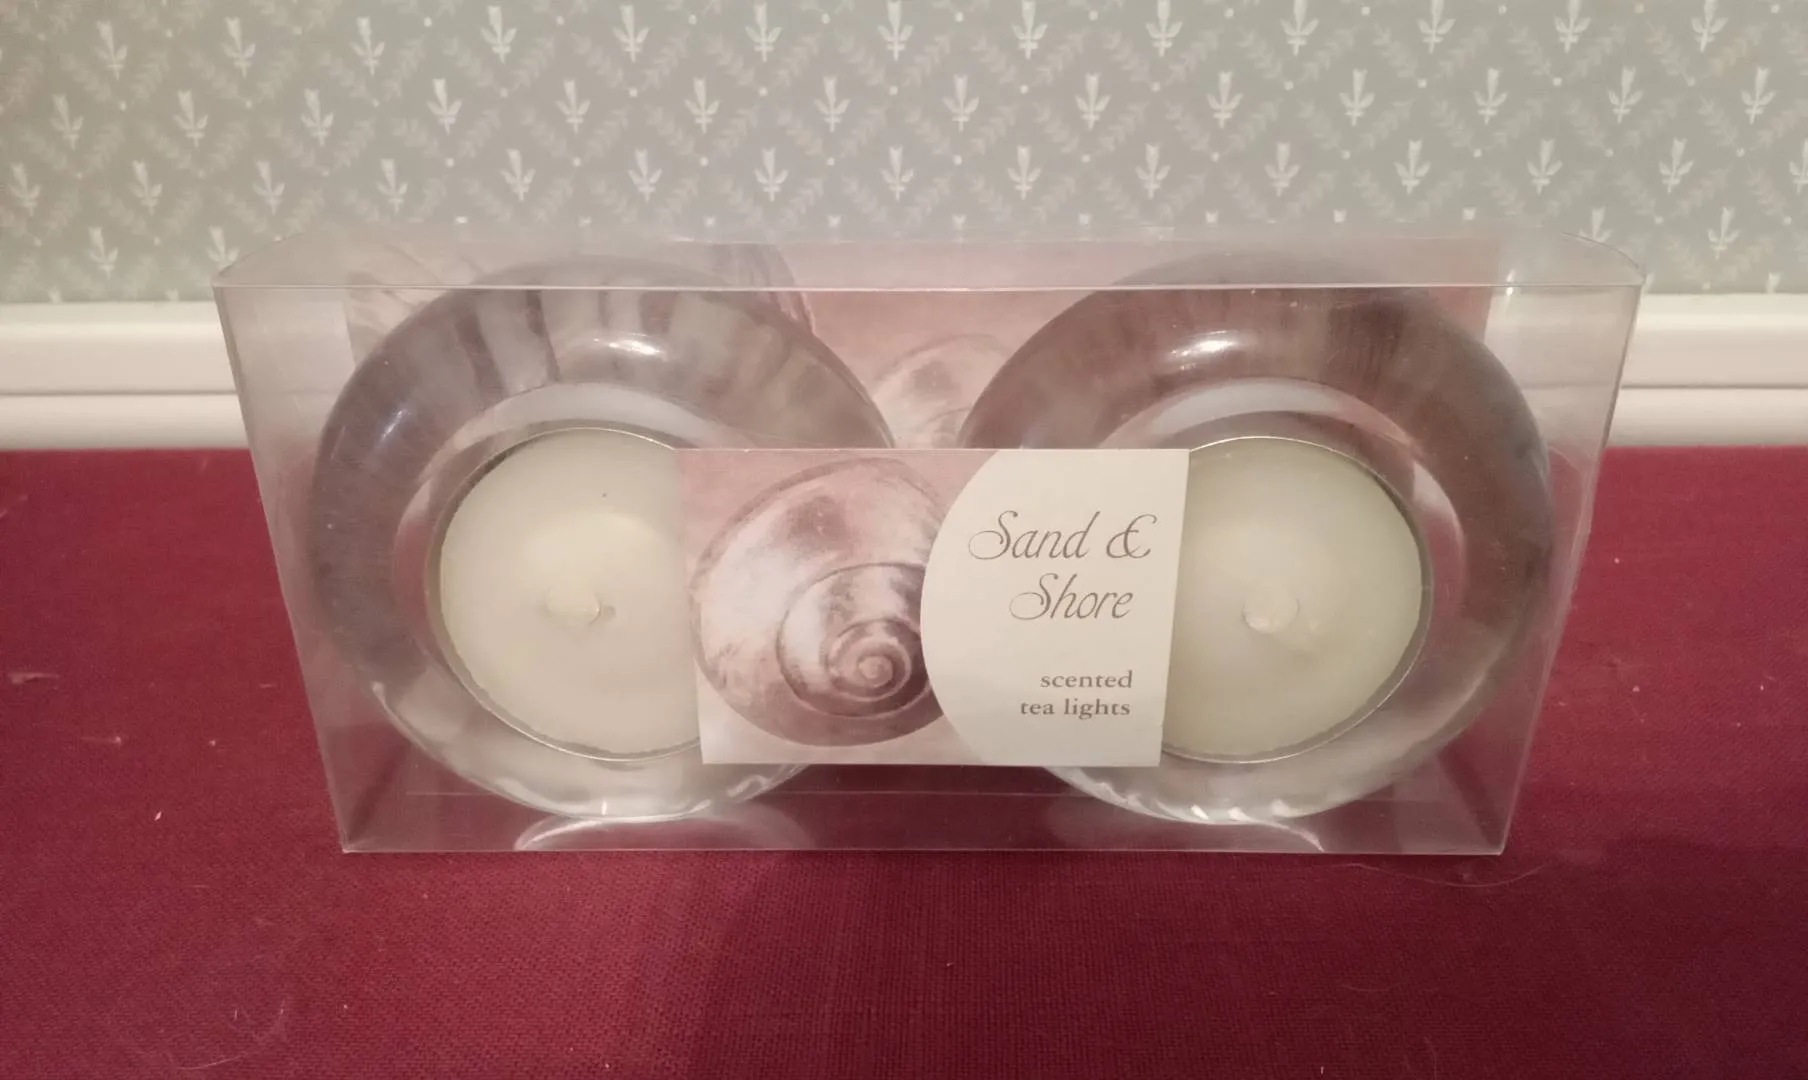 Sand &
Shore
scented
tea lights